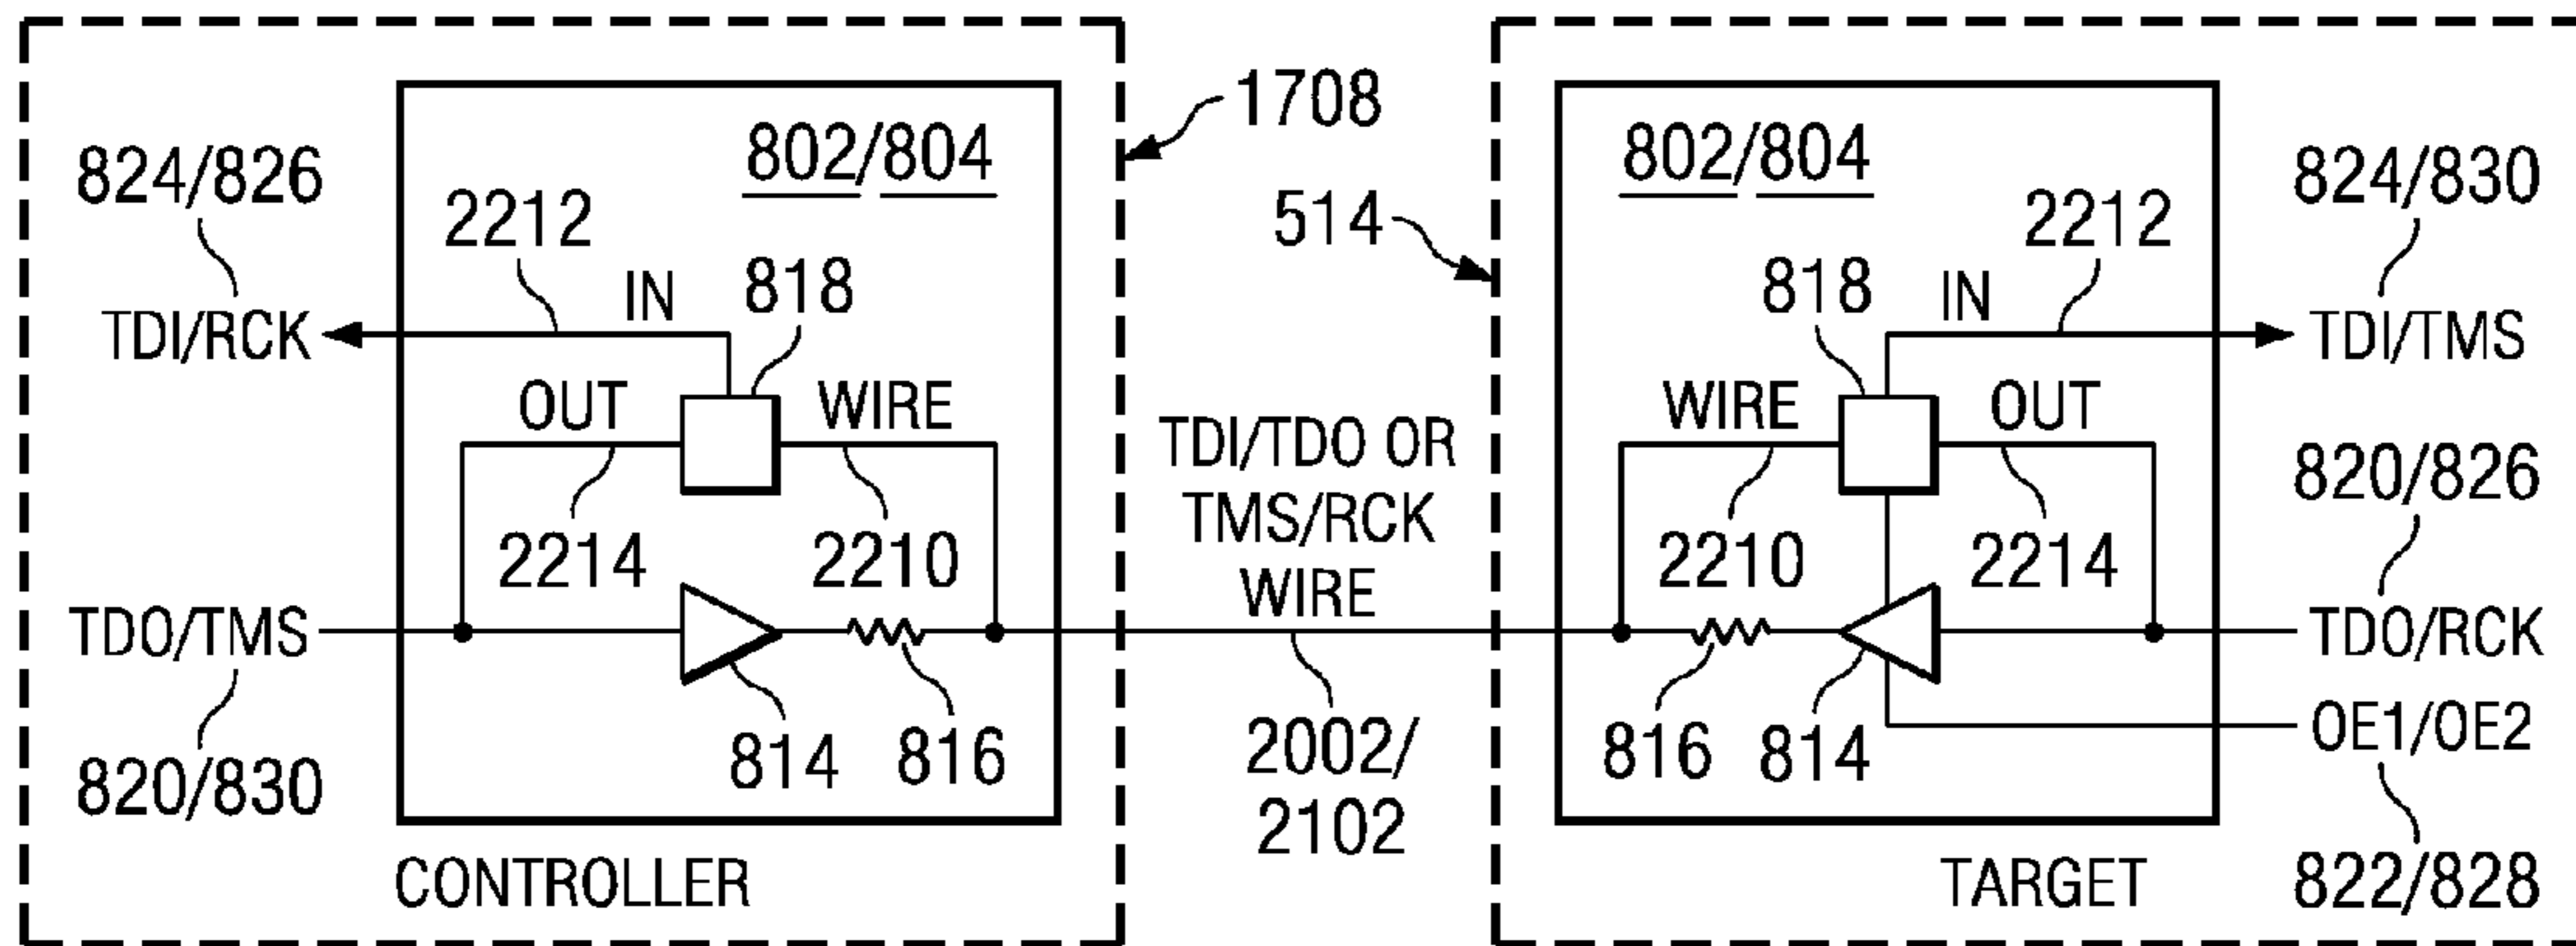 1708
802/804
802/804
824/826
824/830
2212
514
2212
IN
818
818
IN
TDI/RCK
TDI/TMS
OUT
WIRE
TDI/TDO OR
TMS/RCK
WIRE
WIRE
OUT
820/826
2214
2210
2210
2214
TDO/TMS
TDO/RCK
814
816
2002/
2102
816
814
OE1/OE2
820/830
822/828
CONTROLLER
TARGET